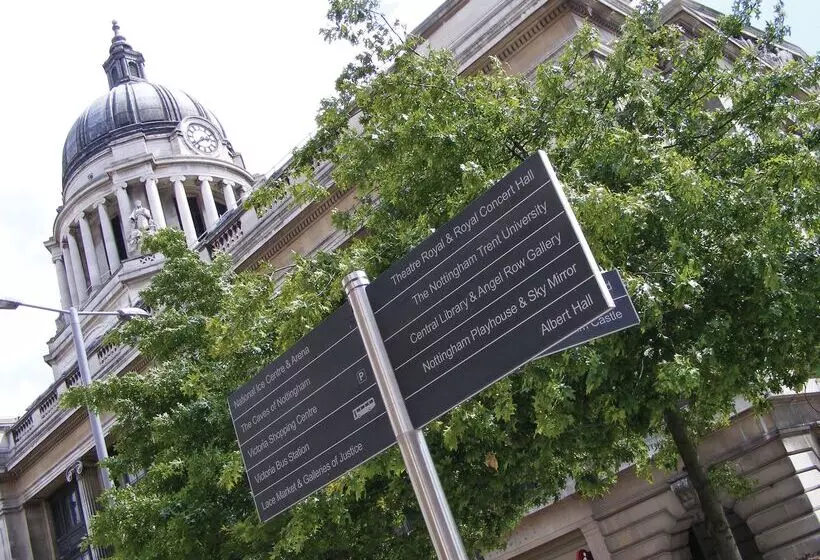 National Ice Centre & Arena
The Caves of Nottingham
Victoria Shopping Centre P
Victoria Bus Station
Lace Market & Galleries of Justice
Theatre Royal & Royal Concert Hall
The Nottingham Trent University
Central Library & Angel Row Gallery
Nottingham Playhouse & Sky Mirror
Albert Hall
Castle